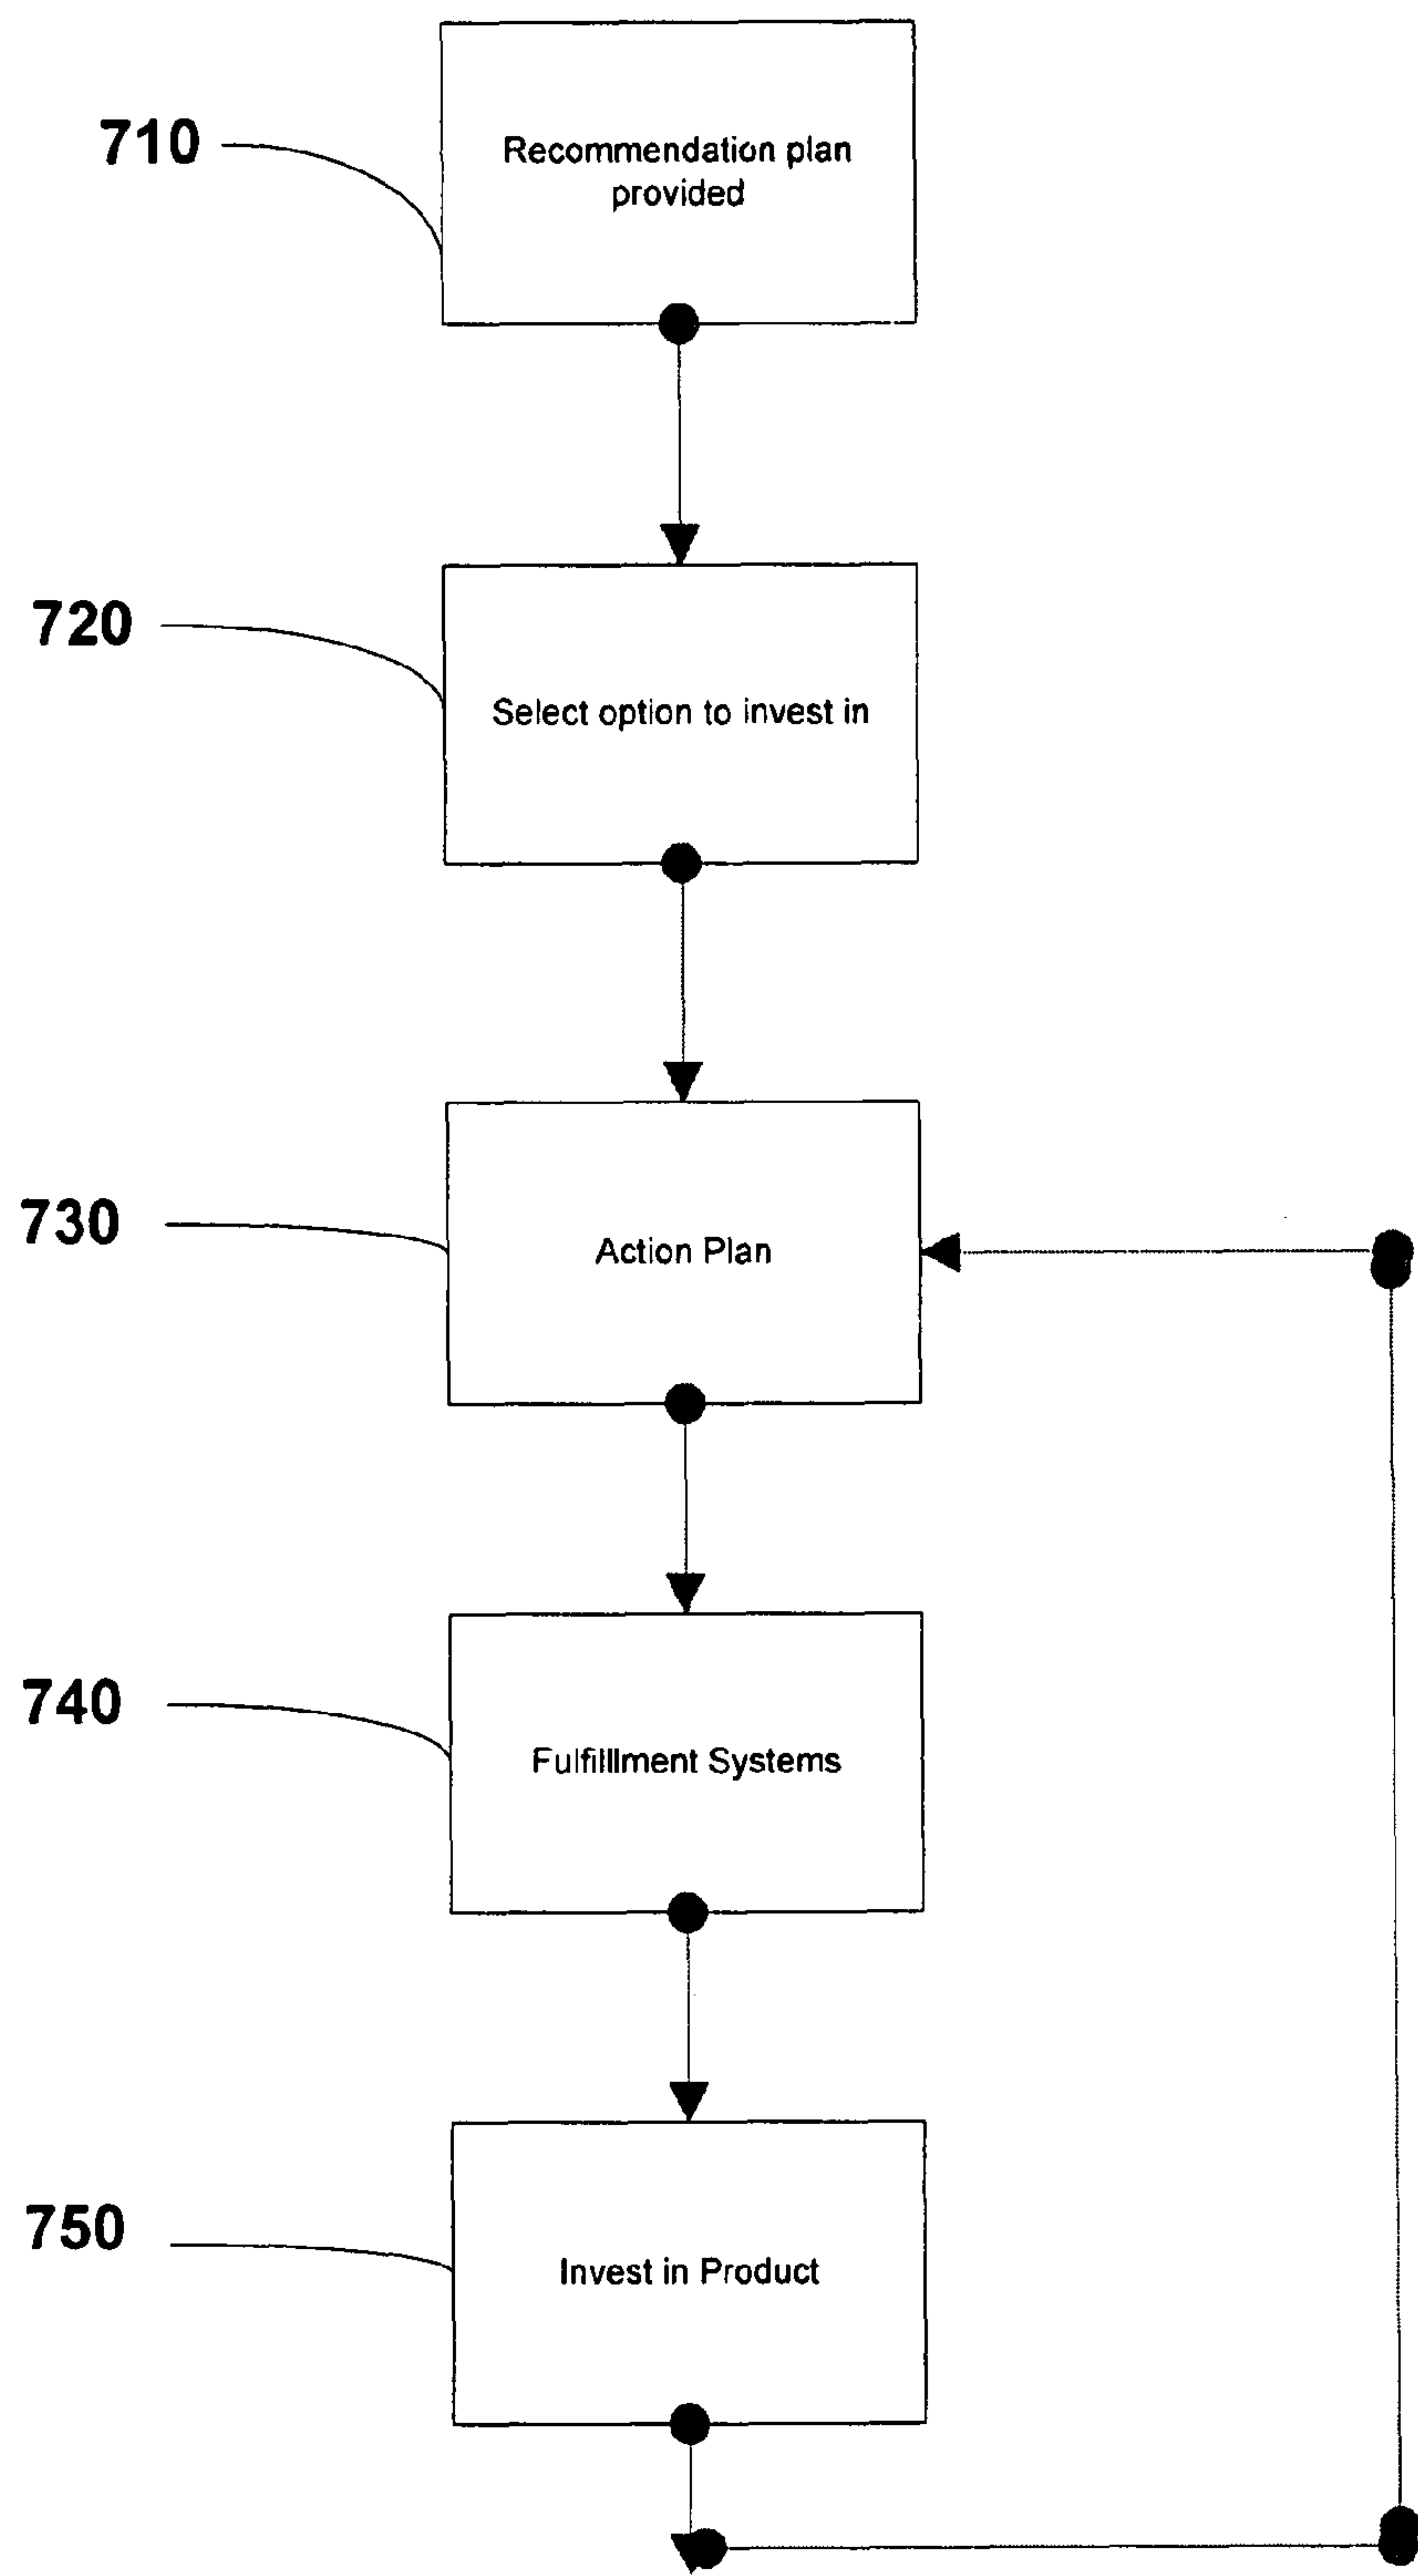 710
Recommendation plan
provided
720
Select option to invest in
730
Action Plan
740
Fulfillment Systems
750
Invest in Product